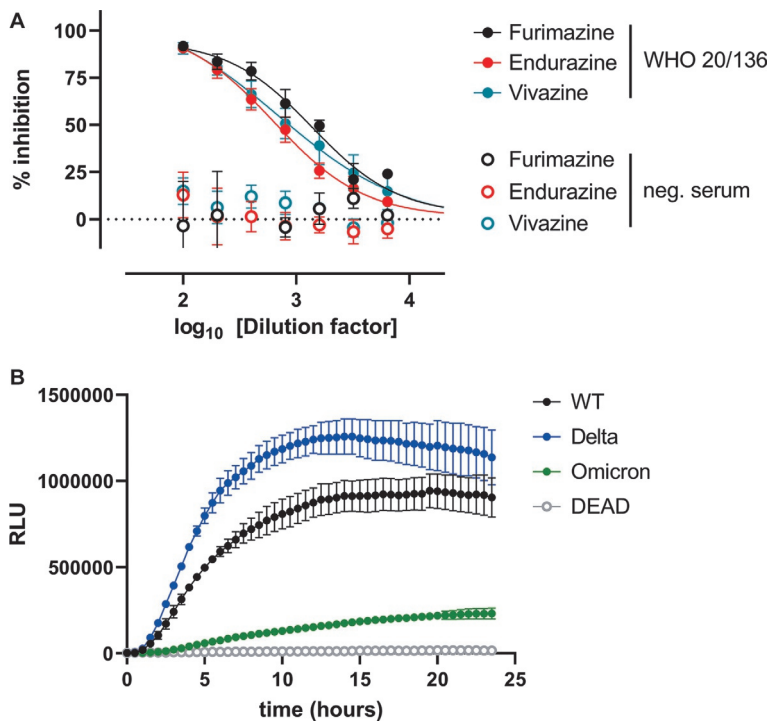 A
100
75
50
25
0
% inhibition
2 3 4
log10 [Dilution factor]
Furimazine
Endurazine
Vivazine
WHO 20/136
Furimazine
Endurazine
Vivazine
neg. serum
B
1500000
1000000
500000
0
RLU
0 5 10 15 20 25
time (hours)
WT
Delta
Omicron
DEAD